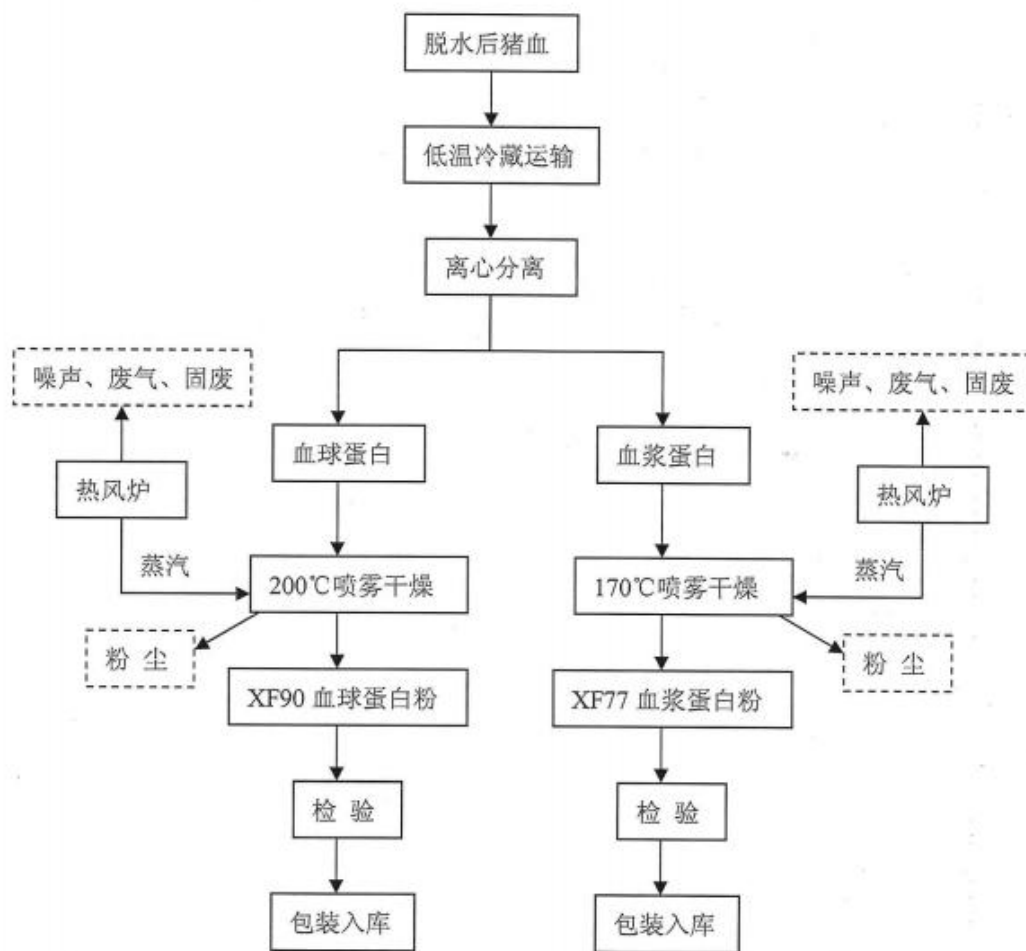 脱水后猪血
低温冷藏运输
离心分离
噪声、废气、固废
噪声、废气、固废
血球蛋白
血浆蛋白
热风炉
热风炉
蒸汽
蒸汽
200℃喷雾干燥
170℃喷雾干燥
粉 尘
粉 尘
XF90 血球蛋白粉
XF77 血浆蛋白粉
检 验
检 验
包装入库
包装入库